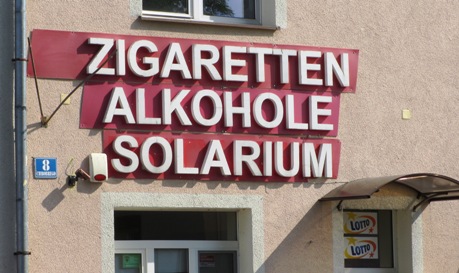 ZIGARETTEN
ALKOHOLE
SOLARIUM
8
LOTTO
LOTTO